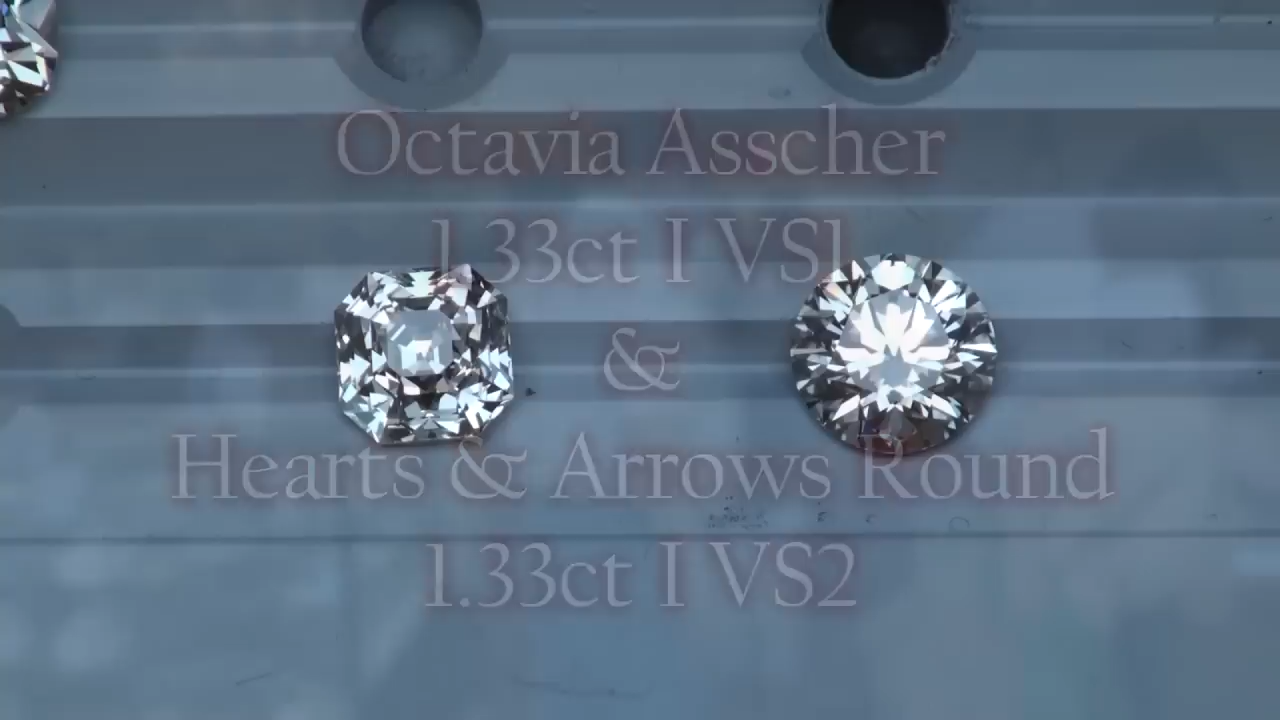 Octavia Asscher
1.33ct I VS1
&
Hearts & Arrows Round
1.33ct I VS2